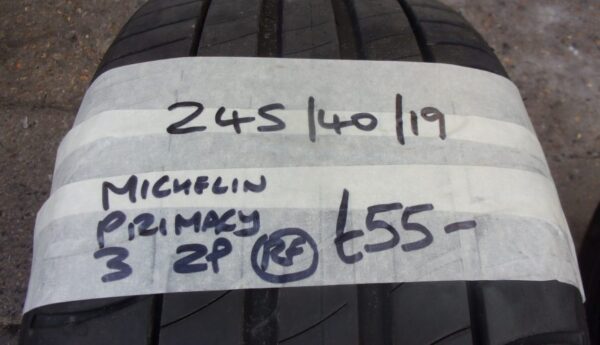 245/40/19
MICHELIN
PRIMACY
3 ZP RF £55-